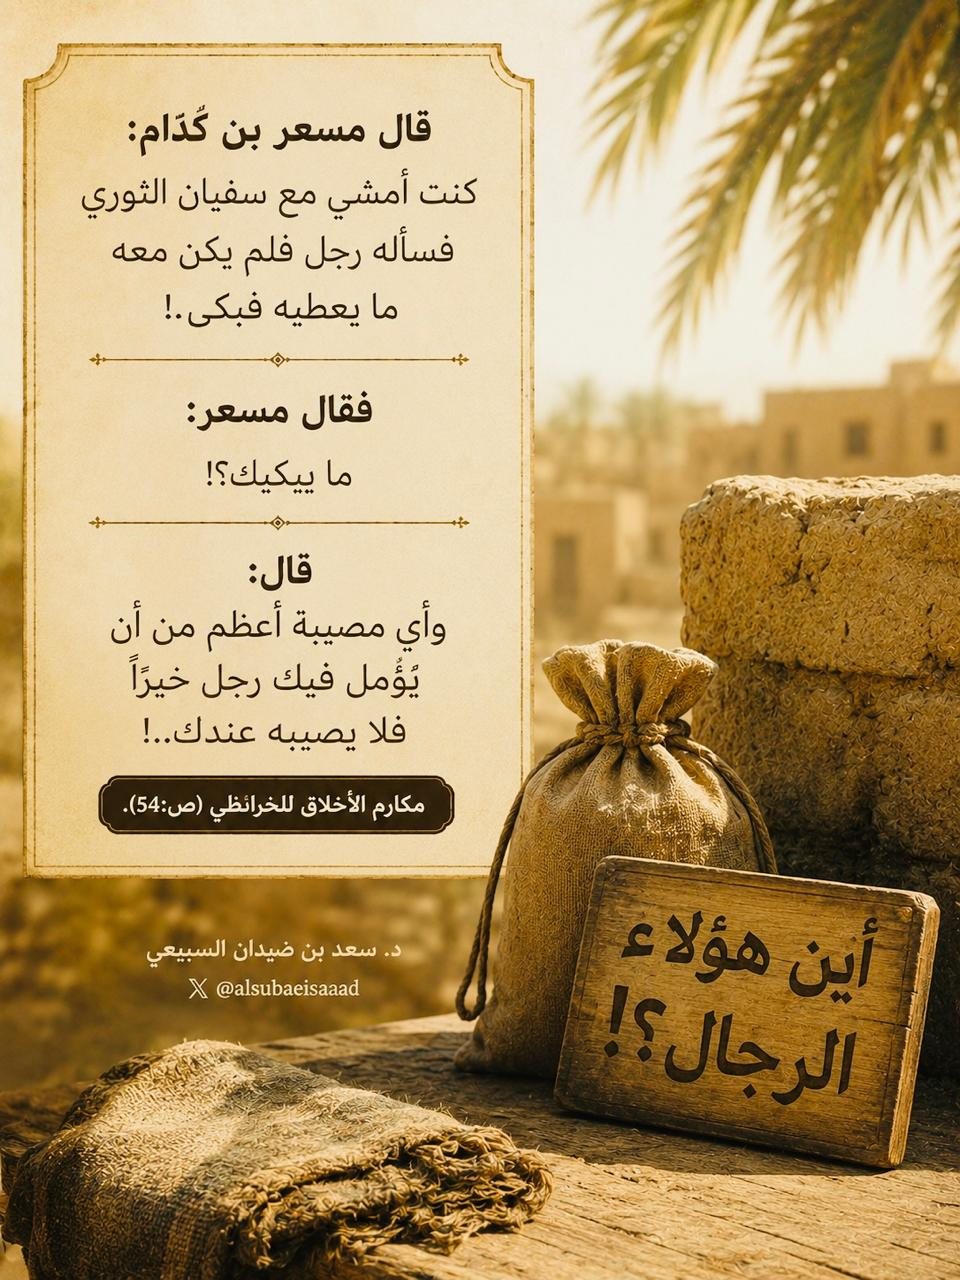 قال مسعر بن كُدّام:
كنت أمشي مع سفيان الثوري
فسأله رجل فلم يكن معه
ما يعطيه فبكى.!
فقال مسعر:
ما يبكيك؟!
قال:
وأي مصيبة أعظم من أن
يُؤُمل فيك رجل خيرًاً
فلا يصيبه عندك..!
مكارم الأخلاق للخرائظي (ص:54).
د. سعد بن ضيدان السبيعي
X @alsubaeisaaad
أين هؤلاء
الرجال؟!